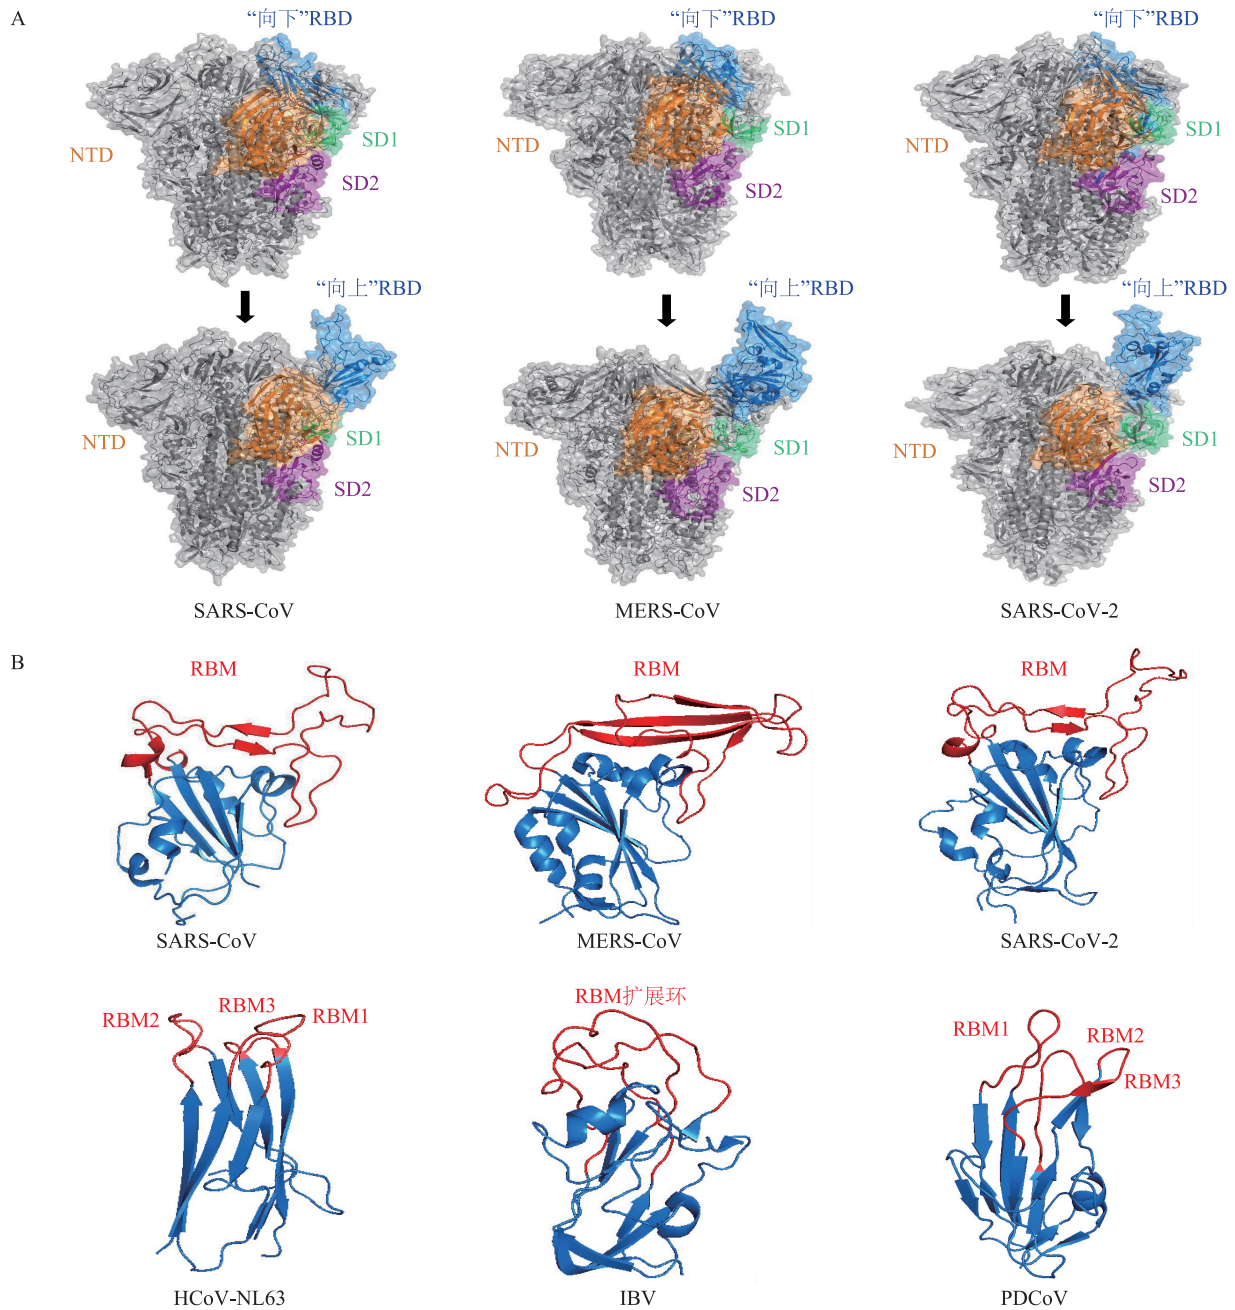 A
“向下”RBD
“向下”RBD
“向下”RBD
NTD
SD1
SD2
NTD
SD1
SD2
NTD
SD1
SD2
“向上”RBD
“向上”RBD
“向上”RBD
NTD
SD1
SD2
NTD
SD1
SD2
NTD
SD1
SD2
SARS-CoV
MERS-CoV
SARS-CoV-2
B
RBM
RBM
RBM
SARS-CoV
MERS-CoV
SARS-CoV-2
RBM2
RBM3
RBM1
RBM扩展环
RBM1
RBM2
RBM3
HCoV-NL63
IBV
PDCoV